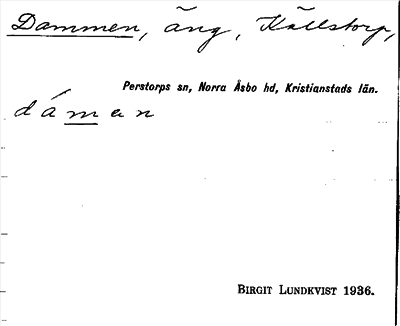 Dammen, äng, Källstorp,
Perstorps sn, Norra Åsbo hd, Kristianstads län.
dámen
BIRGIT LUNDKVIST 1936.